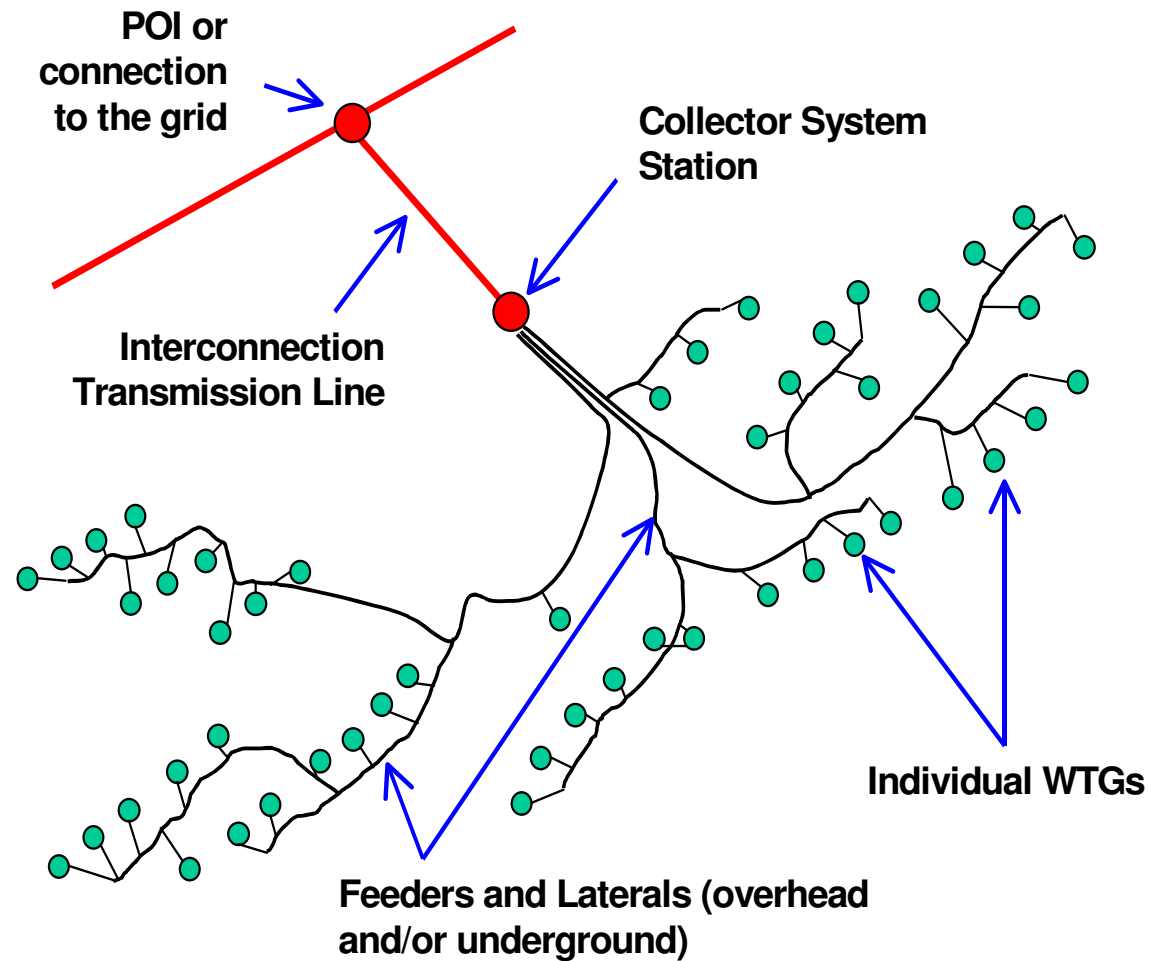 POI or
connection
to the grid
Collector System
Station
Interconnection
Transmission Line
Individual WTGs
Feeders and Laterals (overhead
and/or underground)